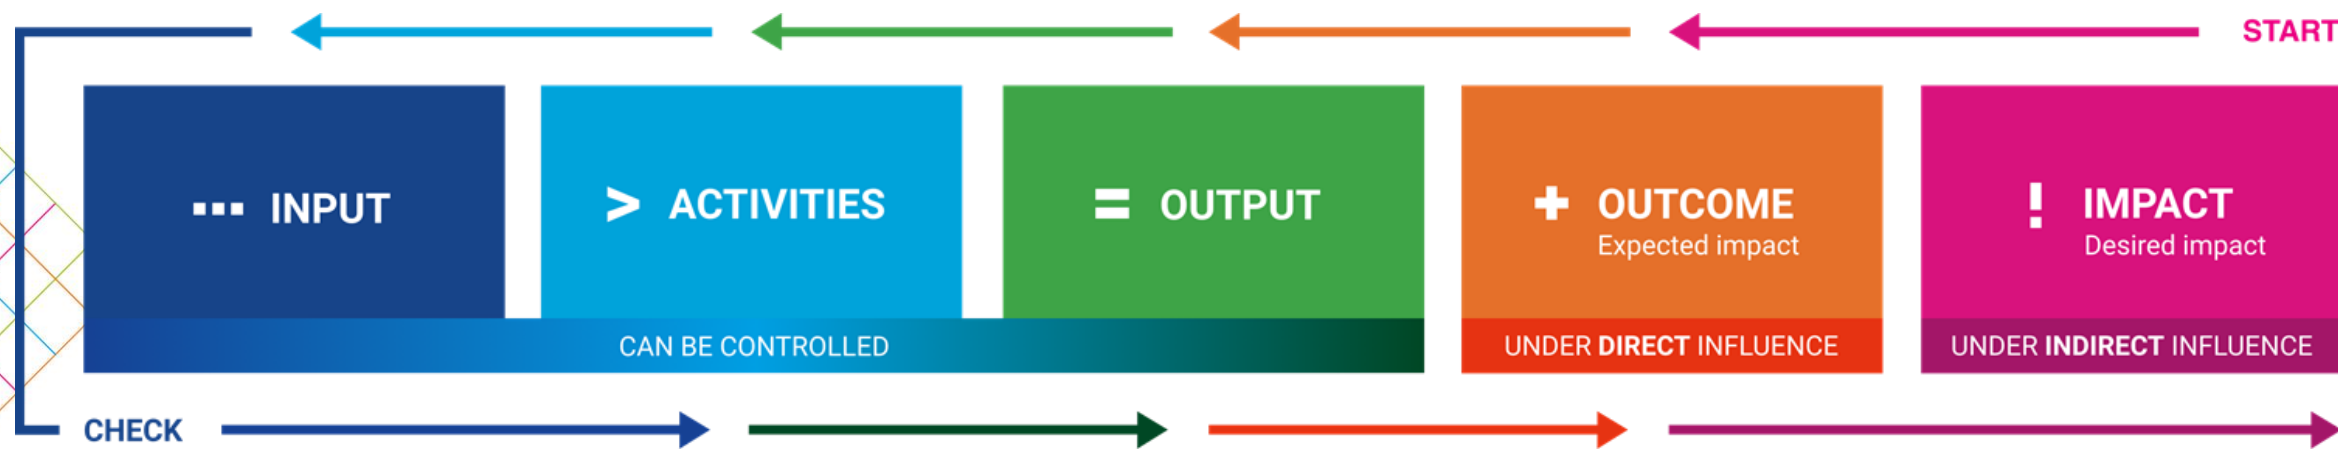 START
INPUT
> ACTIVITIES
= OUTPUT
+ OUTCOME
Expected impact
! IMPACT
Desired impact
CAN BE CONTROLLED
UNDER DIRECT INFLUENCE
UNDER INDIRECT INFLUENCE
CHECK